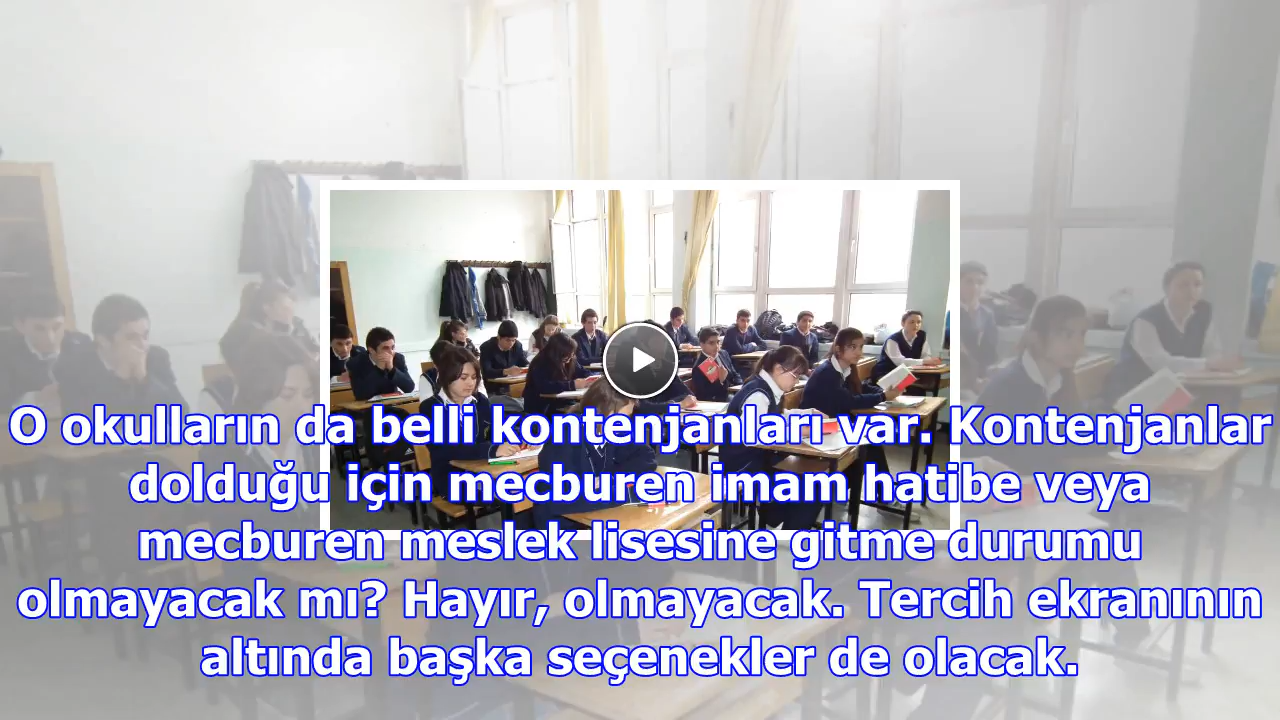 O okulların da belli kontenjanları var. Kontenjanlar
dolduğu için mecburen imam hatibe veya
mecburen meslek lisesine gitme durumu
olmayacak mı? Hayır, olmayacak. Tercih ekranının
altında başka seçenekler de olacak.